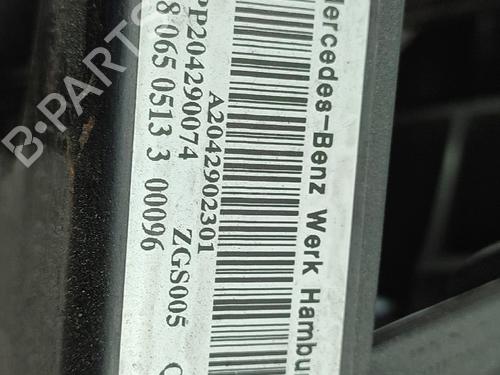 Mercedes-Benz Werk Hambu
A2042902301
PP204290074 ZGS005
8 065 0513 3 00096
B-PARTS